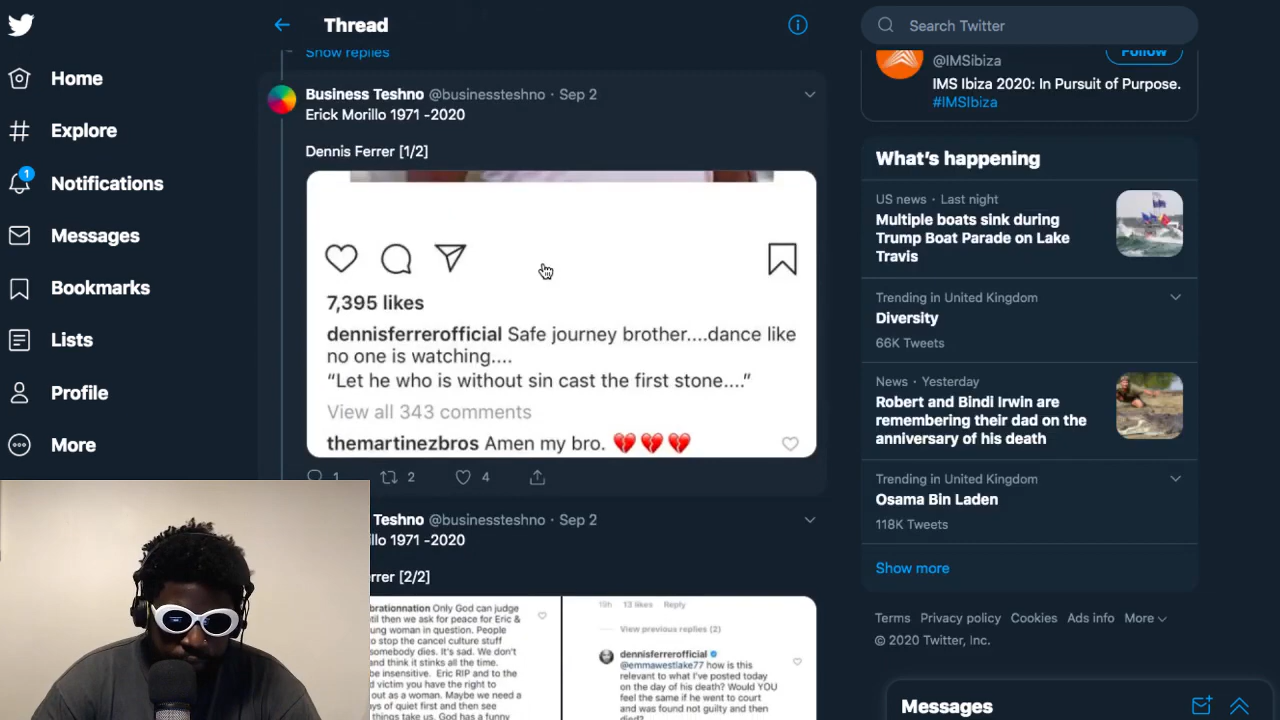 Thread
Search Twitter
Home
Explore
1
Notifications
Messages
Bookmarks
Lists
Profile
More
Show replies
Business Teshno @businessteshno · Sep 2
Erick Morillo 1971 -2020
Dennis Ferrer [1/2]
7,395 likes
dennisferrerofficial Safe journey brother....dance like
no one is watching....
“Let he who is without sin cast the first stone....”
View all 343 comments
themartinezbros Amen my bro. 💔💔💔
1 2 4
Teshno @businessteshno · Sep 2
llo 1971 -2020
rrer [2/2]
brationnation Only God can judge
til then we ask for peace for Eric &
ung woman in question. People
to stop the cancel culture stuff
somebody dies. It's sad. We don't
and think it stinks all the time.
be insensitive. Eric RIP and to the
d victim you have the right to
out as a woman. Maybe we need a
ys of quiet first and then see
things take us. God has a funny
19h 13 likes Reply
View previous replies (2)
dennisferrerofficial
@emmawestlake77 how is this
relevant to what I've posted today
on the day of his death? Would YOU
feel the same if he went to court
and was found not guilty and then
died?
@IMSibiza
Follow
IMS Ibiza 2020: In Pursuit of Purpose.
#IMSIbiza
What's happening
US news · Last night
Multiple boats sink during
Trump Boat Parade on Lake
Travis
Trending in United Kingdom
Diversity
66K Tweets
News · Yesterday
Robert and Bindi Irwin are
remembering their dad on the
anniversary of his death
Trending in United Kingdom
Osama Bin Laden
118K Tweets
Show more
Terms Privacy policy Cookies Ads info More
© 2020 Twitter, Inc.
Messages